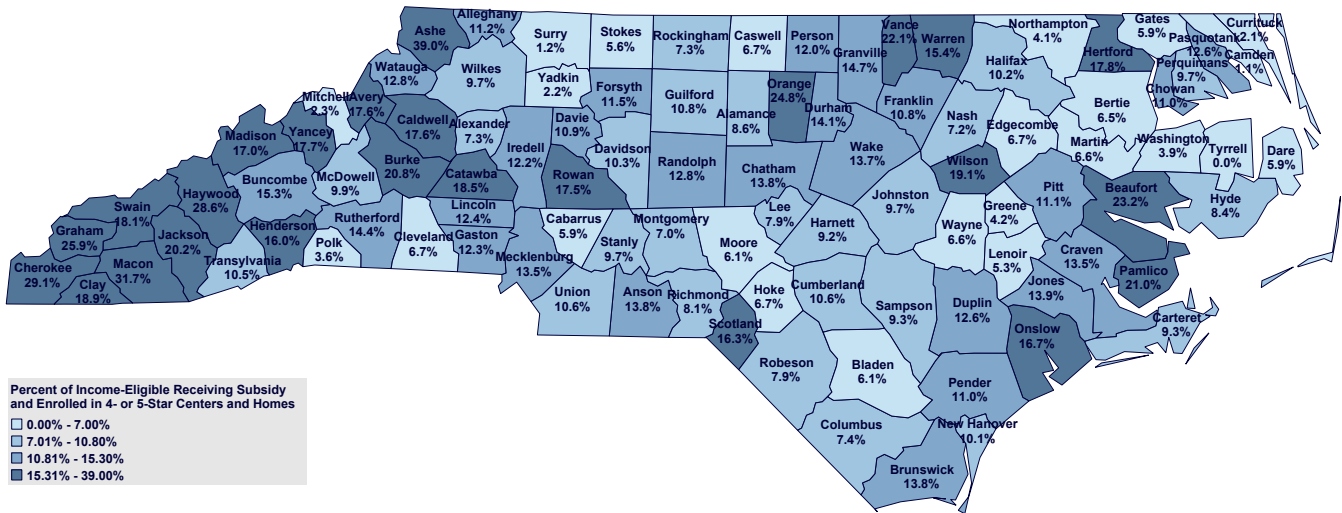 Ashe
39.0%
Alleghany
11.2%
Surry
1.2%
Stokes
5.6%
Rockingham
7.3%
Caswell
6.7%
Person
12.0%
Granville
14.7%
Vance
22.1%
Warren
15.4%
Northampton
4.1%
Halifax
10.2%
Hertford
17.8%
Gates
5.9%
Currituck
2.1%
Pasquotank
12.6%
Camden
1.1%
Perquimans
9.7%
Chowan
11.0%
Watauga
12.8%
Wilkes
9.7%
Yadkin
2.2%
Forsyth
11.5%
Guilford
10.8%
Alamance
8.6%
Orange
24.8%
Durham
14.1%
Franklin
10.8%
Nash
7.2%
Edgecombe
6.7%
Bertie
6.5%
Martin
6.6%
Washington
3.9%
Tyrrell
0.0%
Dare
5.9%
Mitchell
2.3%
Avery
17.6%
Caldwell
17.6%
Alexander
7.3%
Iredell
12.2%
Davie
10.9%
Davidson
10.3%
Randolph
12.8%
Chatham
13.8%
Wake
13.7%
Wilson
19.1%
Pitt
11.1%
Beaufort
23.2%
Hyde
8.4%
Madison
17.0%
Yancey
17.7%
Burke
20.8%
Catawba
18.5%
Rowan
17.5%
Johnston
9.7%
Greene
4.2%
Haywood
28.6%
Buncombe
15.3%
McDowell
9.9%
Lincoln
12.4%
Lee
7.9%
Harnett
9.2%
Wayne
6.6%
Lenoir
5.3%
Craven
13.5%
Pamlico
21.0%
Swain
18.1%
Graham
25.9%
Jackson
20.2%
Henderson
16.0%
Rutherford
14.4%
Polk
3.6%
Cleveland
6.7%
Gaston
12.3%
Mecklenburg
13.5%
Cabarrus
5.9%
Stanly
9.7%
Montgomery
7.0%
Moore
6.1%
Cherokee
29.1%
Clay
18.9%
Macon
31.7%
Transylvania
10.5%
Union
10.6%
Anson
13.8%
Richmond
8.1%
Hoke
6.7%
Cumberland
10.6%
Sampson
9.3%
Duplin
12.6%
Jones
13.9%
Onslow
16.7%
Carteret
9.3%
Scotland
16.3%
Robeson
7.9%
Bladen
6.1%
Pender
11.0%
Columbus
7.4%
New Hanover
10.1%
Brunswick
13.8%
Percent of Income-Eligible Receiving Subsidy
and Enrolled in 4- or 5-Star Centers and Homes
0.00% - 7.00%
7.01% - 10.80%
10.81% - 15.30%
15.31% - 39.00%